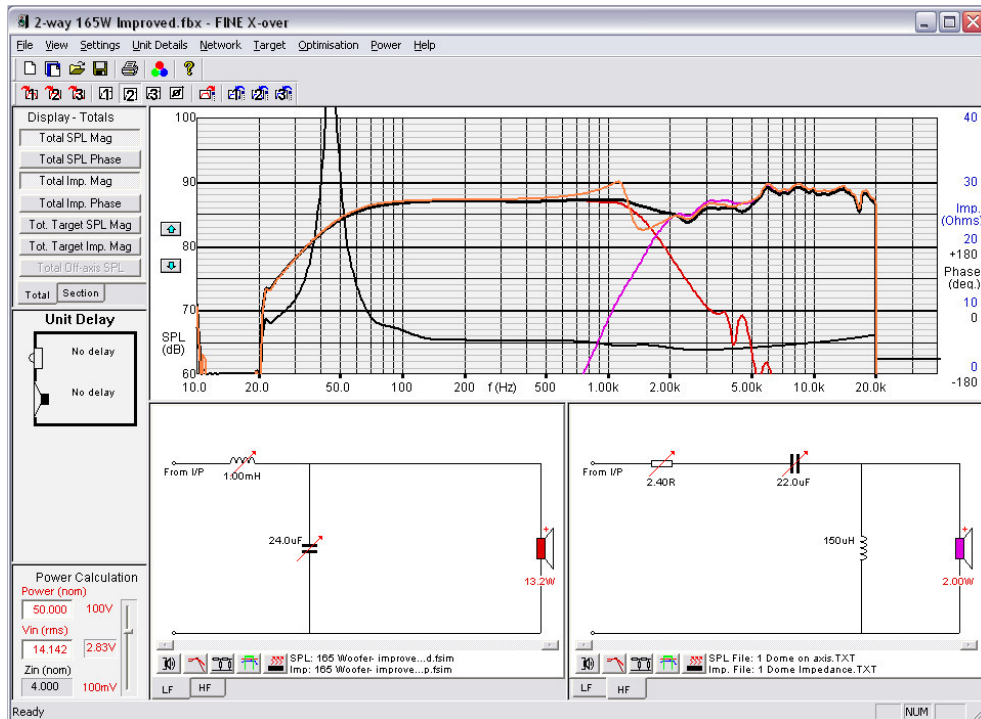 2-way 165W Improved.fbx - FINE X-over
File View Settings Unit Details Network Target Optimisation Power Help
Display - Totals
Total SPL Mag
Total SPL Phase
Total Imp. Mag
Total Imp. Phase
Tot. Target SPL Mag
Tot. Target Imp. Mag
Total Off-axis SPL
Total Section
Unit Delay
No delay
No delay
Power Calculation
Power (nom)
50.000 100V
Vin (rms)
14.142 2.83V
Zin (nom)
4.000 100mV
100
90
80
70
SPL
(dB)
60
40
30
Imp.
(Ohms)
20
+180
Phase
(deg.)
10
0
0
-180
10.0 20.0 50.0 100 f (Hz) 500 1.00k 2.00k 5.00k 10.0k 20.0k
From I/P
1.00mH
24.0uF
+
13.2W
SPL: 165 Woofer- improve...d.fsim
Imp: 165 Woofer- improve...p.fsim
LF HF
From I/P
2.40R
22.0uF
150uH
+
2.00W
SPL File: 1 Dome on axis.TXT
Imp. File: 1 Dome Impedance.TXT
LF HF
Ready
NUM